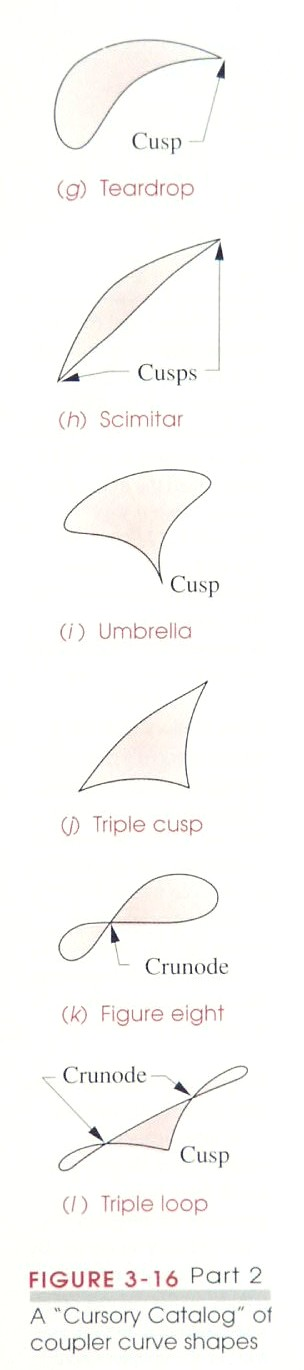 Cusp
(g) Teardrop
Cusps
(h) Scimitar
Cusp
(i) Umbrella
(j) Triple cusp
Crunode
(k) Figure eight
Crunode
Cusp
(l) Triple loop
FIGURE 3-16 Part 2
A "Cursory Catalog" of
coupler curve shapes